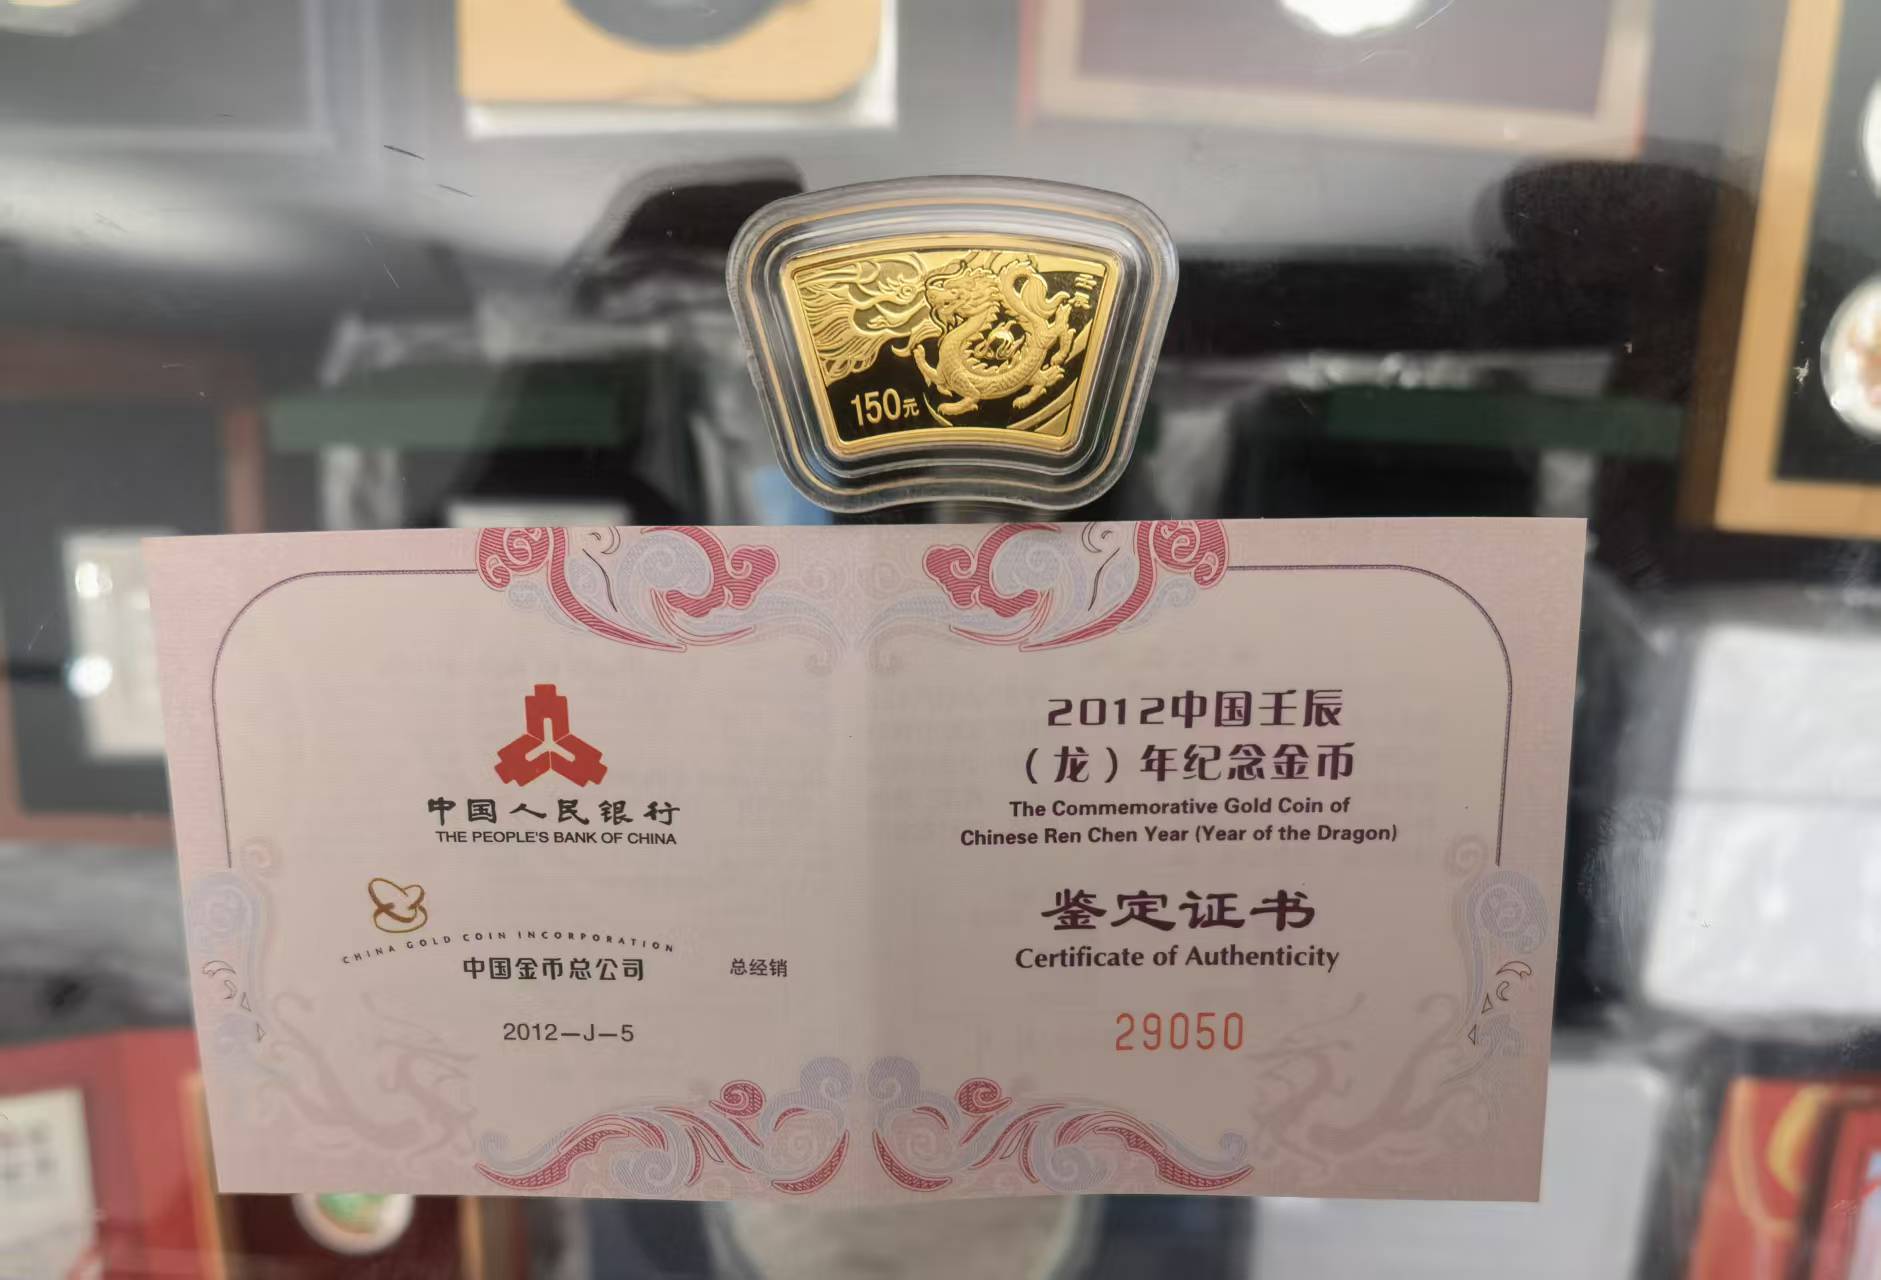 壬辰
150元
中国人民银行
THE PEOPLE'S BANK OF CHINA
CHINA GOLD COIN INCORPORATION
中国金币总公司 总经销
2012-J-5
2012中国壬辰
（龙）年纪念金币
The Commemorative Gold Coin of
Chinese Ren Chen Year (Year of the Dragon)
鉴定证书
Certificate of Authenticity
29050